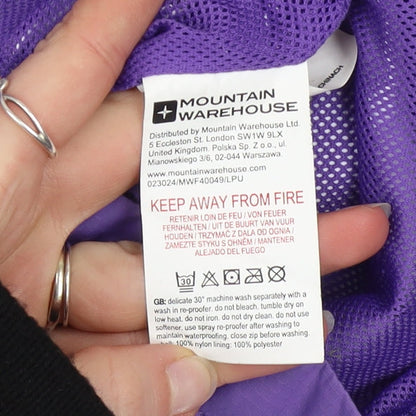 MOUNTAIN
WAREHOUSE
Distributed by Mountain Warehouse Ltd.
5 Eccleston St. London SW1W 9LX
United Kingdom. Polska Sp. Z o.o., ul.
Mianowskiego 3/6, 02-044 Warszawa.
www.mountainwarehouse.com
023024/MWF40049/LPU
KEEP AWAY FROM FIRE
RETENIR LOIN DE FEU / VON FEUER
FERNHALTEN / UIT DE BUURT VAN VUUR
HOUDEN / TRZYMAĆ Z DALA OD OGNIA /
ZAMEZTE STYKU S OHNĚM / MANTENER
ALEJADO DEL FUEGO
30
GB: delicate 30° machine wash separately with a
wash in re-proofer. do not bleach. tumble dry on
low heat. do not iron. do not dry clean. do not use
softener. use spray re-proofer after washing to
maintain waterproofing. close zip before washing
100% nylon lining: 100% polyester